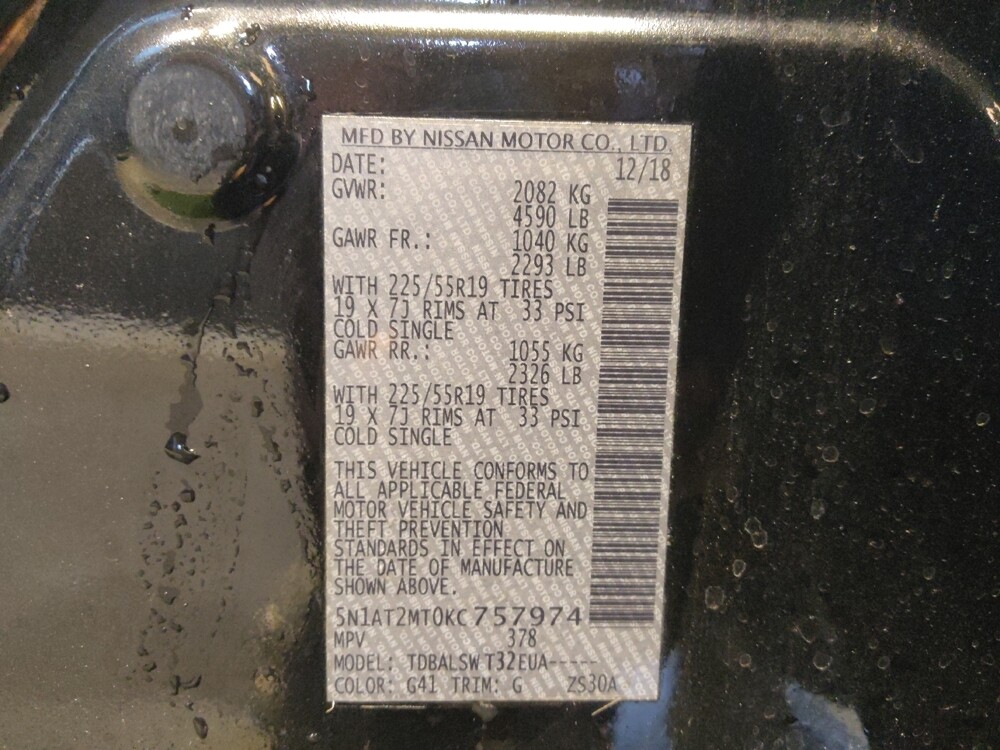 MFD BY NISSAN MOTOR CO., LTD.
DATE: 12/18
GVWR: 2082 KG
4590 LB
GAWR FR.: 1040 KG
2293 LB
WITH 225/55R19 TIRES
19 X 7J RIMS AT 33 PSI
COLD SINGLE
GAWR RR.: 1055 KG
2326 LB
WITH 225/55R19 TIRES
19 X 7J RIMS AT 33 PSI
COLD SINGLE
THIS VEHICLE CONFORMS TO
ALL APPLICABLE FEDERAL
MOTOR VEHICLE SAFETY AND
THEFT PREVENTION
STANDARDS IN EFFECT ON
THE DATE OF MANUFACTURE
SHOWN ABOVE.
5N1AT2MT0KC757974
MPV 378
MODEL: TDBALSWT32EUA-----
COLOR: G41 TRIM: G ZS30A